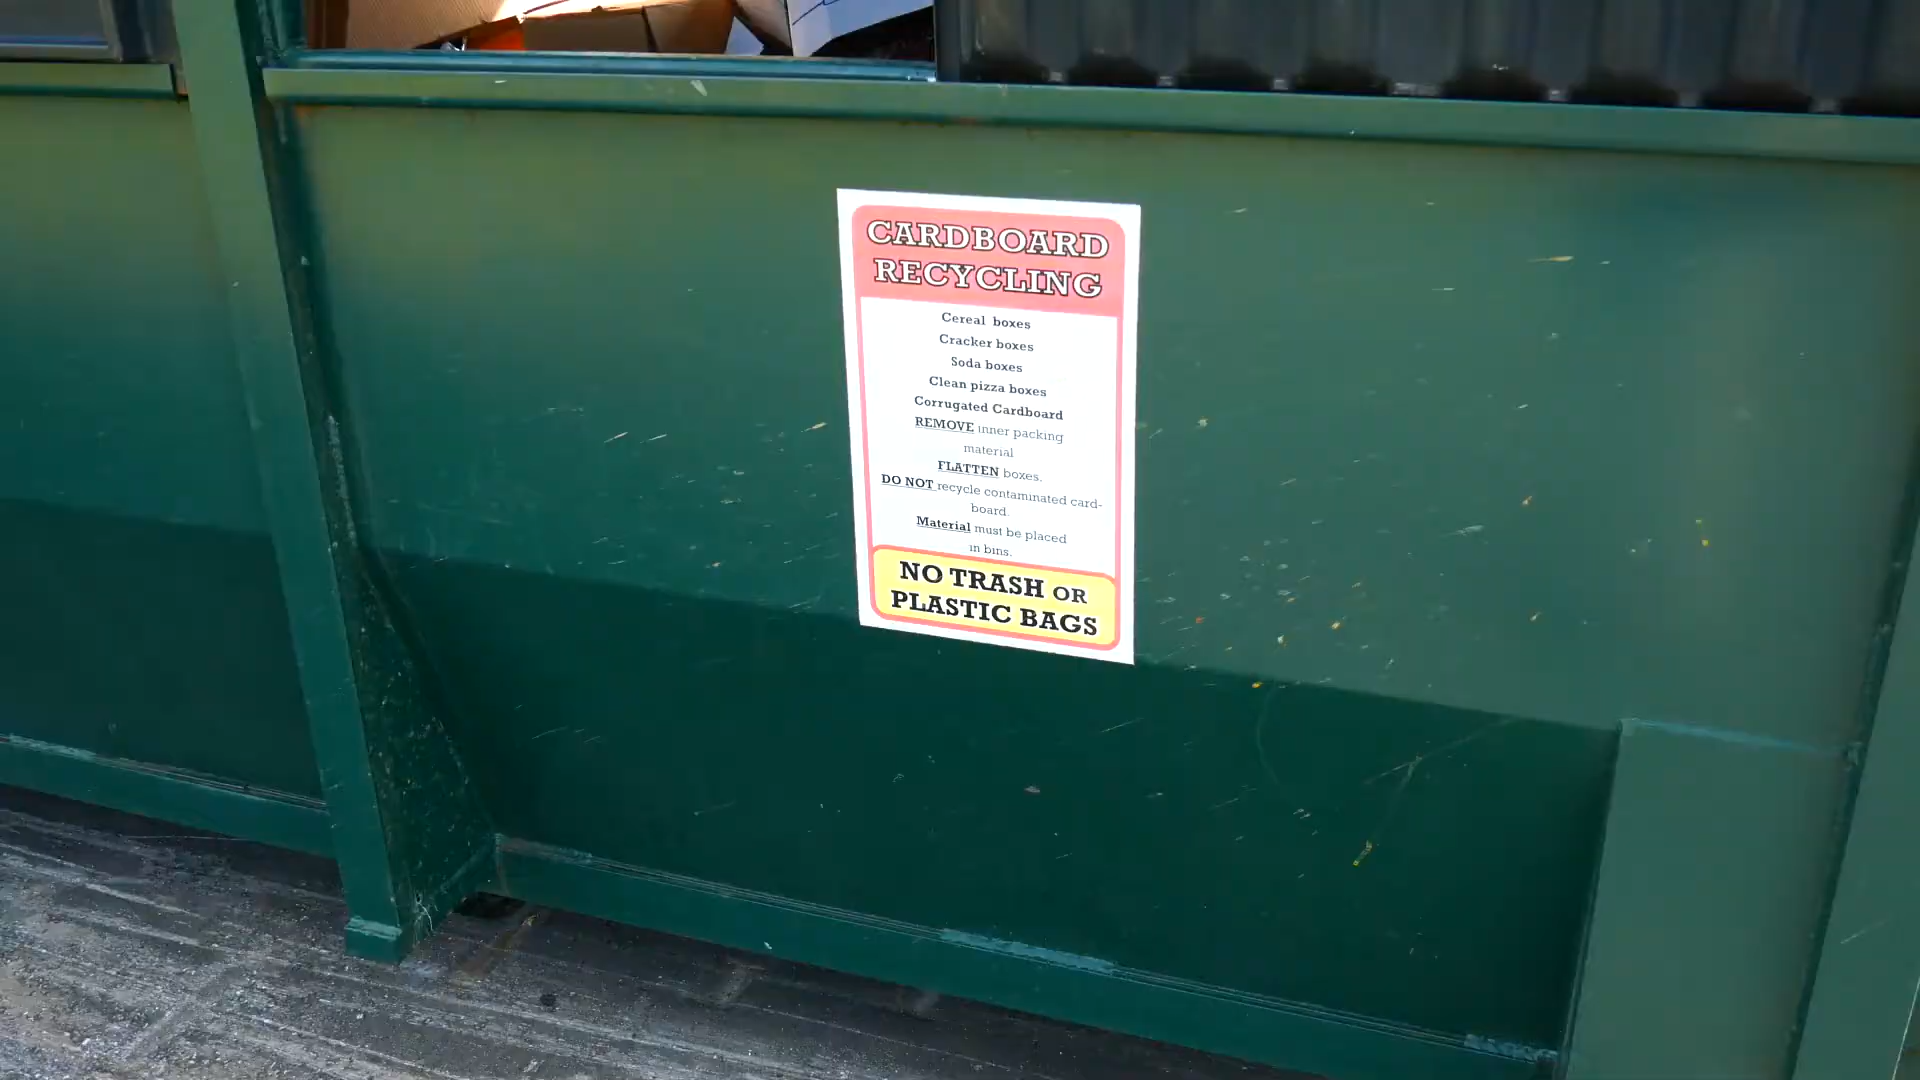 CARDBOARD
RECYCLING
Cereal boxes
Cracker boxes
Soda boxes
Clean pizza boxes
Corrugated Cardboard
REMOVE inner packing
material
FLATTEN boxes.
DO NOT recycle contaminated card-
board.
Material must be placed
in bins.
NO TRASH OR
PLASTIC BAGS